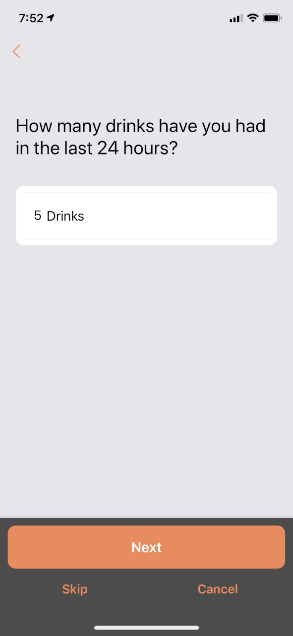 7:52
How many drinks have you had
in the last 24 hours?
5 Drinks
Next
Skip
Cancel